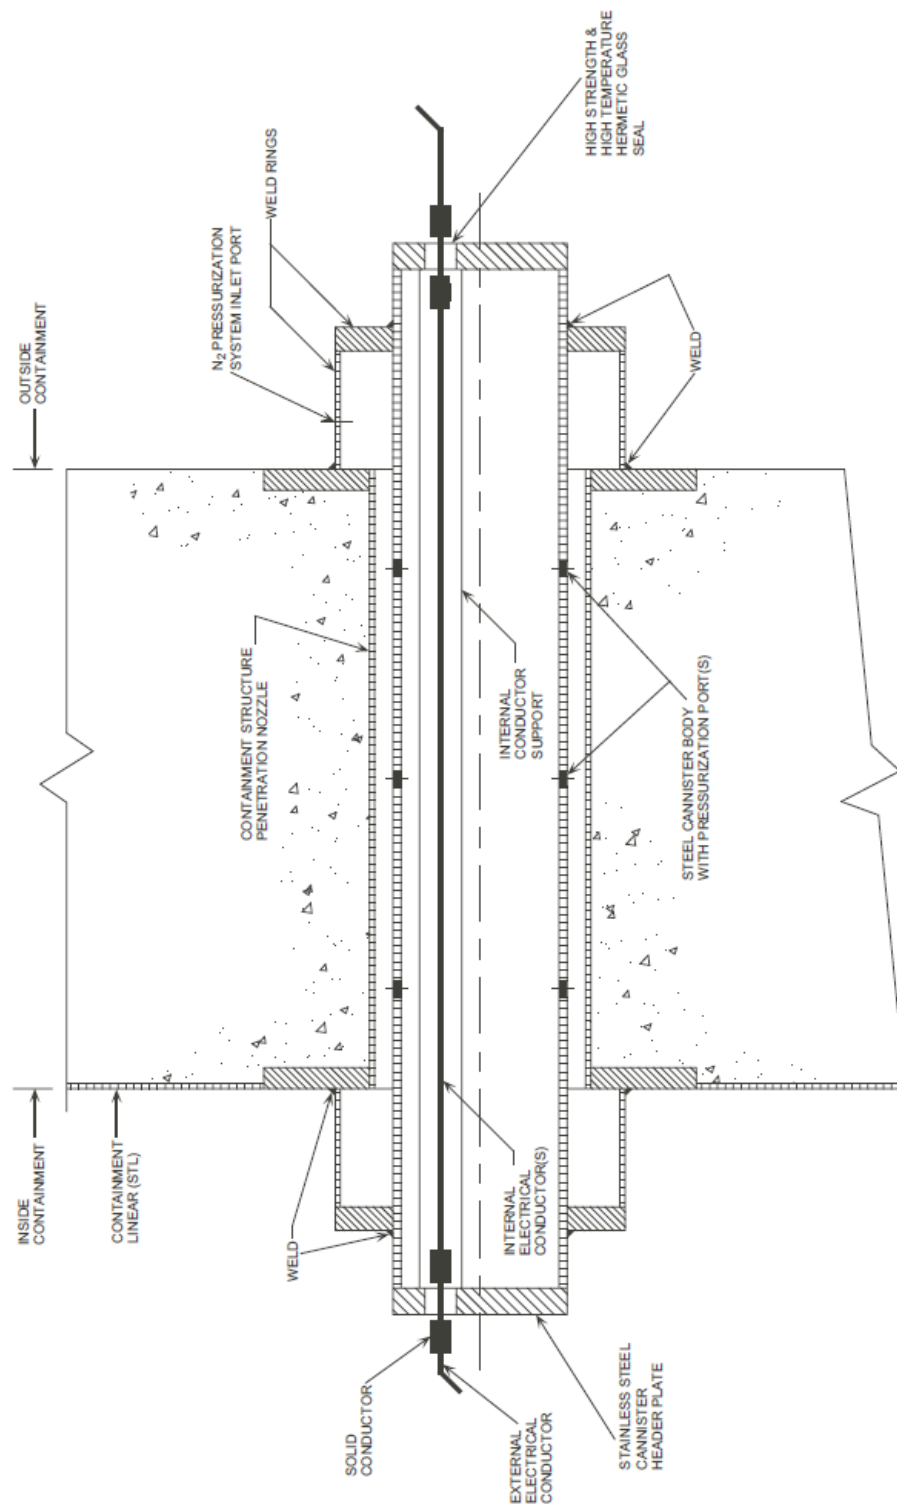 INSIDE
CONTAINMENT
OUTSIDE
CONTAINMENT
CONTAINMENT
LINEAR (STL)
N2 PRESSURIZATION
SYSTEM INLET PORT
WELD RINGS
CONTAINMENT STRUCTURE
PENETRATION NOZZLE
WELD
SOLID
CONDUCTOR
HIGH STRENGTH &
HIGH TEMPERATURE
HERMETIC GLASS
SEAL
INTERNAL
ELECTRICAL
CONDUCTOR(S)
INTERNAL
CONDUCTOR
SUPPORT
EXTERNAL
ELECTRICAL
CONDUCTOR
STAINLESS STEEL
CANNISTER
HEADER PLATE
STEEL CANNISTER BODY
WITH PRESSURIZATION PORT(S)
WELD